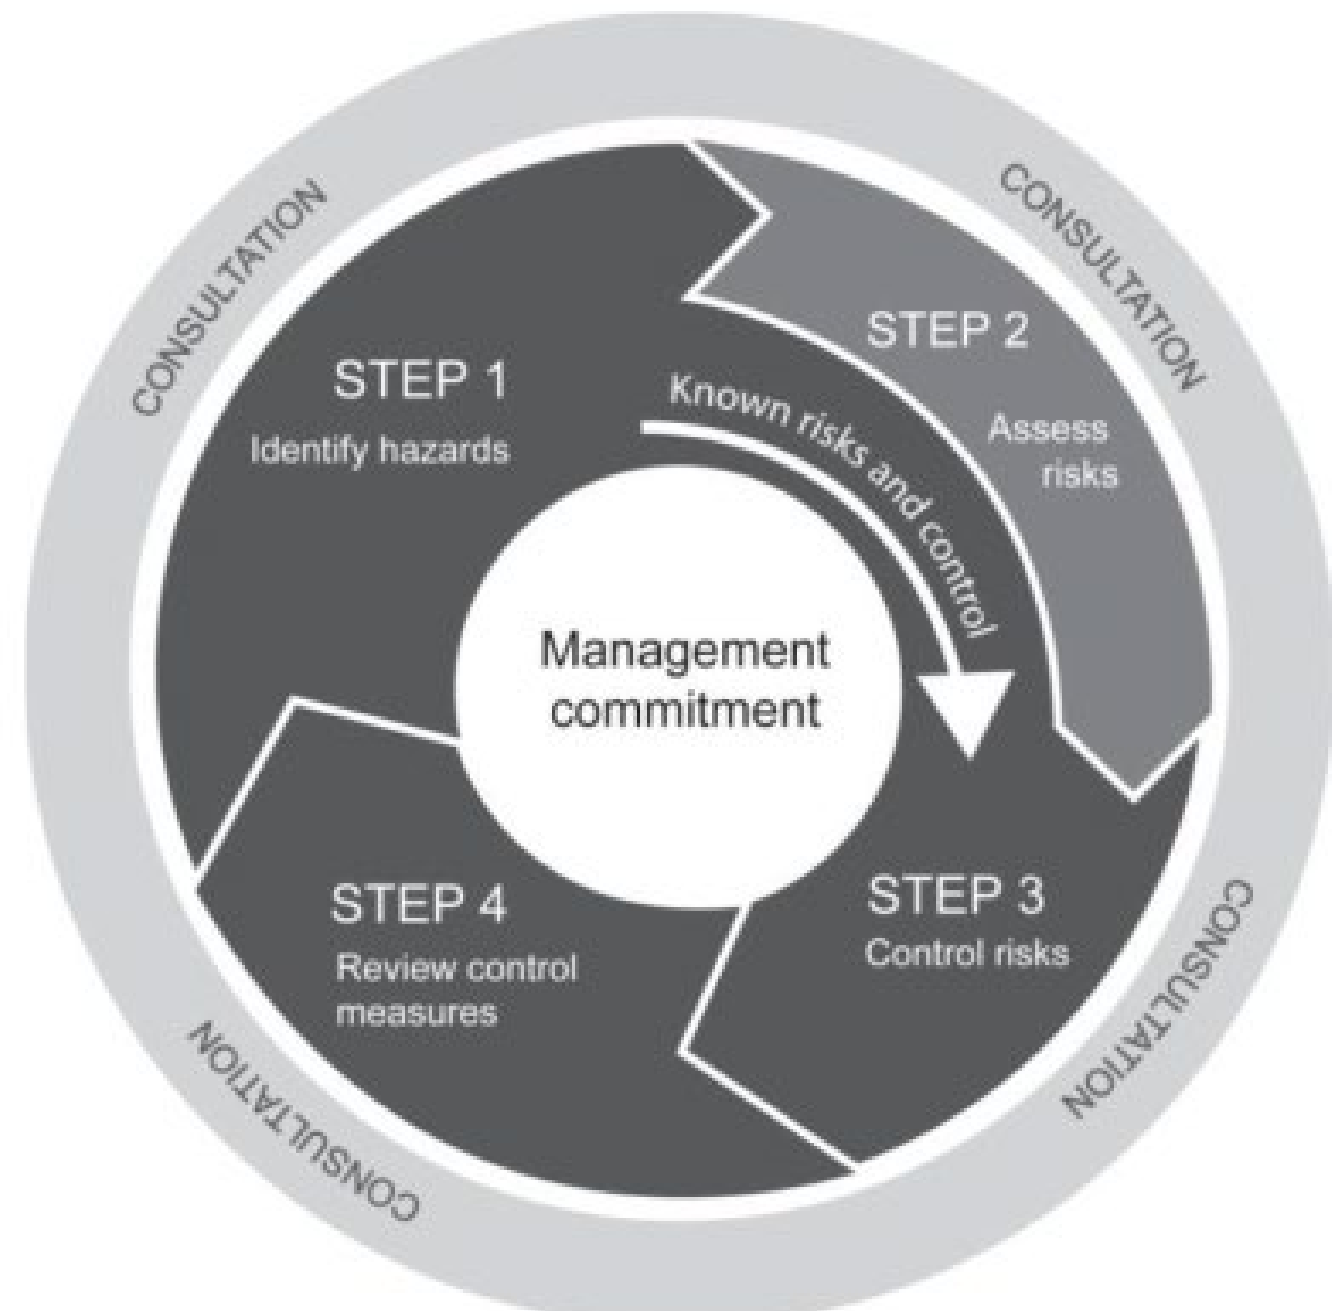 CONSULTATION
CONSULTATION
STEP 1
Identify hazards
STEP 2
Assess
risks
Known risks and control
Management
commitment
STEP 3
Control risks
STEP 4
Review control
measures
CONSULTATION
CONSULTATION